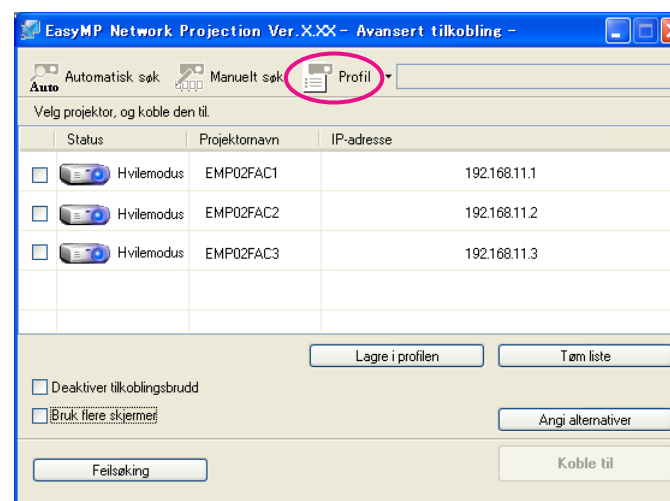 EasyMP Network Projection Ver.X.XX - Avansert tilkobling -
Auto Automatisk søk Manuelt søk Profil
Velg projektor, og koble den til.
Status Projektornavn IP-adresse
Hvilemodus EMP02FAC1 192.168.11.1
Hvilemodus EMP02FAC2 192.168.11.2
Hvilemodus EMP02FAC3 192.168.11.3
Lagre i profilen Tøm liste
Deaktiver tilkoblingsbrudd
Bruk flere skjermer
Angi alternativer
Feilsøking Koble til